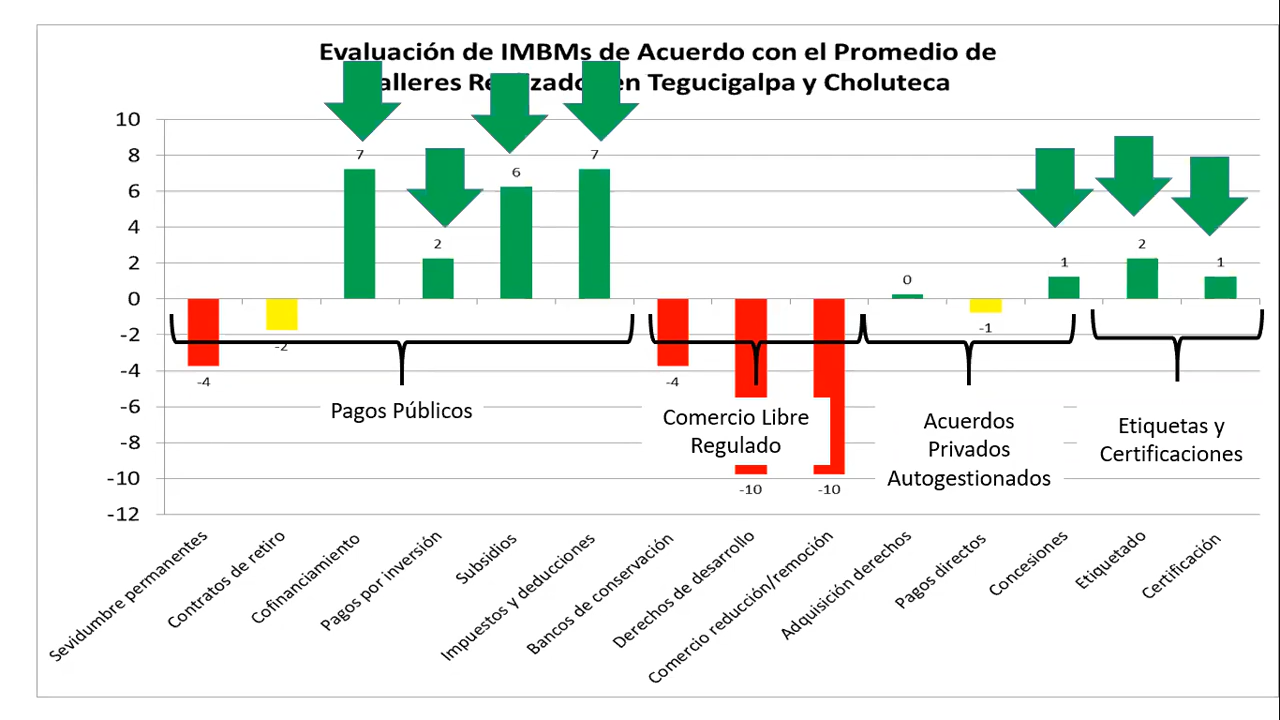 Evaluación de IMBMs de Acuerdo con el Promedio de
en Tegucigalpa y Choluteca
10
8
6
4
2
0
-2
-4
-6
-8
-10
-12
-4
-2
7
2
6
7
-4
-10
-10
0
-1
1
2
1
Pagos Públicos
Comercio Libre
Regulado
Acuerdos
Privados
Autogestionados
Etiquetas y
Certificaciones
Sevidumbre permanentes
Contratos de retiro
Cofinanciamiento
Pagos por inversión
Subsidios
Impuestos y deducciones
Bancos de conservación
Derechos de desarrollo
Comercio reducción/remoción
Adquisición derechos
Pagos directos
Concesiones
Etiquetado
Certificación